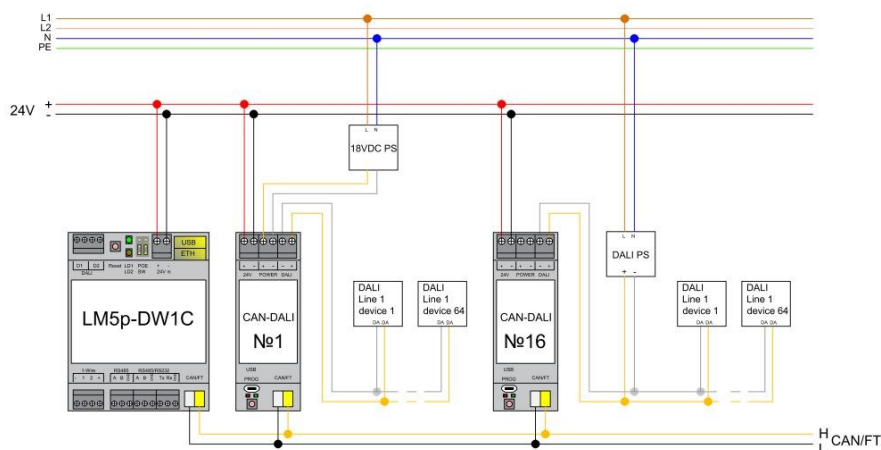 L1
L2
N
PE
24V + -
L N
18VDC PS
L N
DALI PS
+ -
USB
ETH
D1 D2
DALI
Reset LD1 POE + -
LD2 SW 24V In
LM5p-DW1C
1-Wire RS485 RS485/RS232
- 1 2 + A B A B Tx Rx CAN/FT
+ - + - + -
24V POWER DALI
CAN-DALI
№1
USB
PROG CAN/FT
DALI
Line 1
device 1
DA DA
DALI
Line 1
device 64
DA DA
+ - + - + -
24V POWER DALI
CAN-DALI
№16
USB
PROG CAN/FT
DALI
Line 1
device 1
DA DA
DALI
Line 1
device 64
DA DA
H
L
CAN/FT